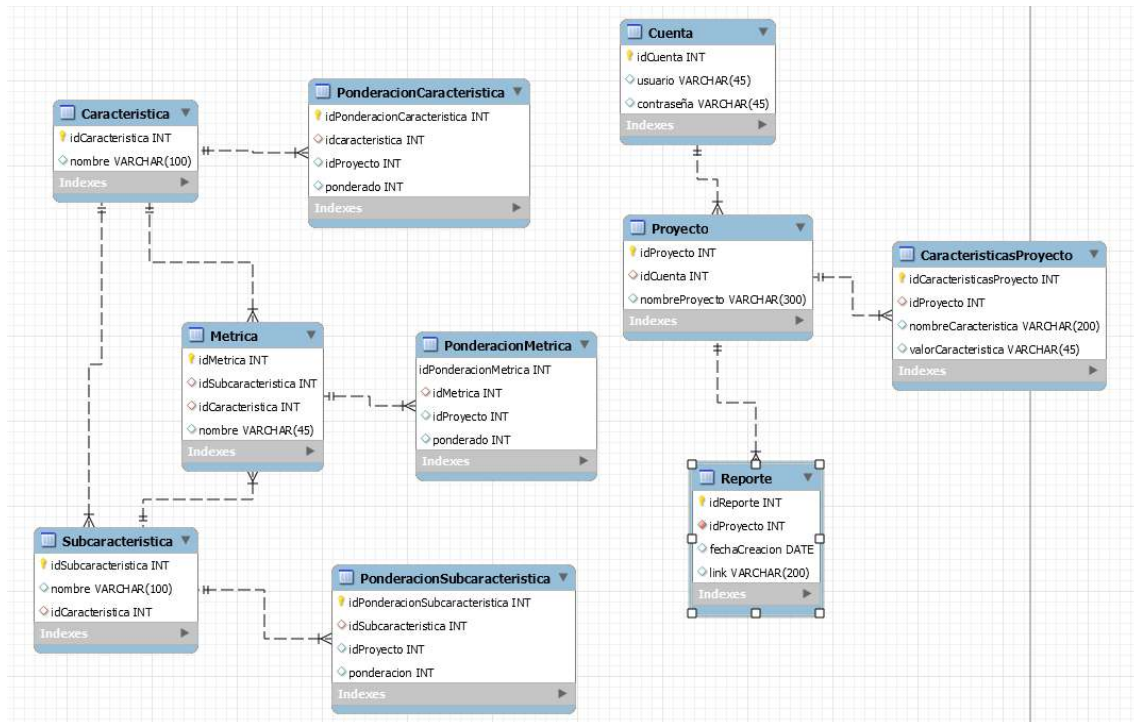 Cuenta
idCuenta INT
usuario VARCHAR(45)
contraseña VARCHAR(45)
Indexes
PonderacionCaracteristica
idPonderacionCaracteristica INT
idcaracteristica INT
idProyecto INT
ponderado INT
Indexes
Caracteristica
idCaracteristica INT
nombre VARCHAR(100)
Indexes
Proyecto
idProyecto INT
idCuenta INT
nombreProyecto VARCHAR(300)
Indexes
CaracteristicasProyecto
idCaracteristicasProyecto INT
idProyecto INT
nombreCaracteristica VARCHAR(200)
valorCaracteristica VARCHAR(45)
Indexes
Metrica
idMetrica INT
idSubcaracteristica INT
idCaracteristica INT
nombre VARCHAR(45)
Indexes
PonderacionMetrica
idPonderacionMetrica INT
idMetrica INT
idProyecto INT
ponderado INT
Indexes
Reporte
idReporte INT
idProyecto INT
fechaCreacion DATE
link VARCHAR(200)
Indexes
Subcaracteristica
idSubcaracteristica INT
nombre VARCHAR(100)
idCaracteristica INT
Indexes
PonderacionSubcaracteristica
idPonderacionSubcaracteristica INT
idSubcaracteristica INT
idProyecto INT
ponderacion INT
Indexes